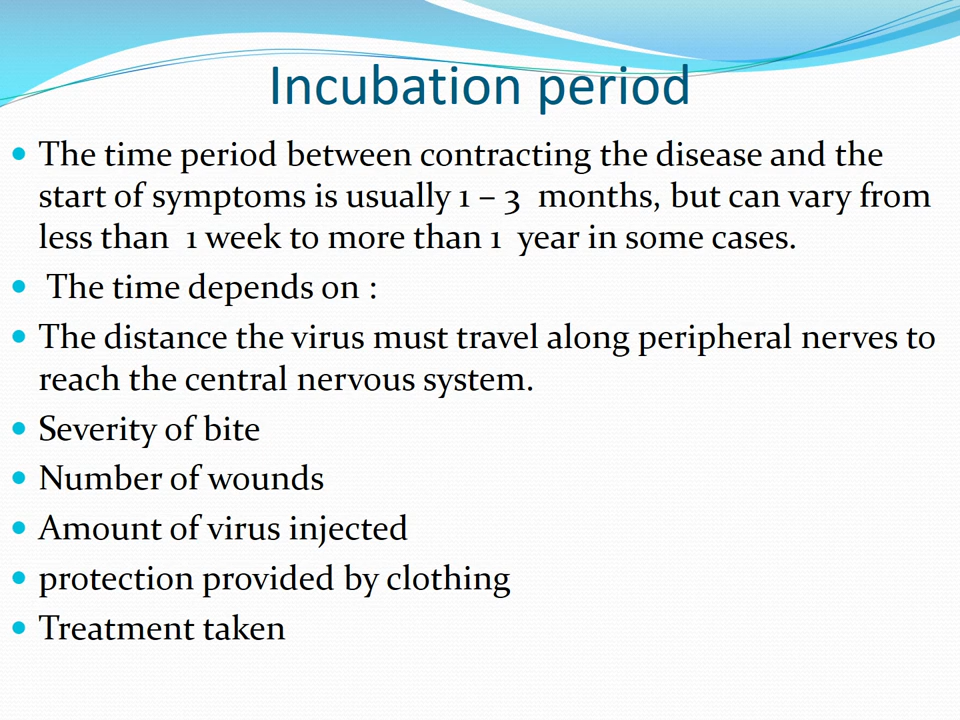 Incubation period
• The time period between contracting the disease and the
start of symptoms is usually 1 – 3 months, but can vary from
less than 1 week to more than 1 year in some cases.
• The time depends on :
• The distance the virus must travel along peripheral nerves to
reach the central nervous system.
• Severity of bite
• Number of wounds
• Amount of virus injected
• protection provided by clothing
• Treatment taken